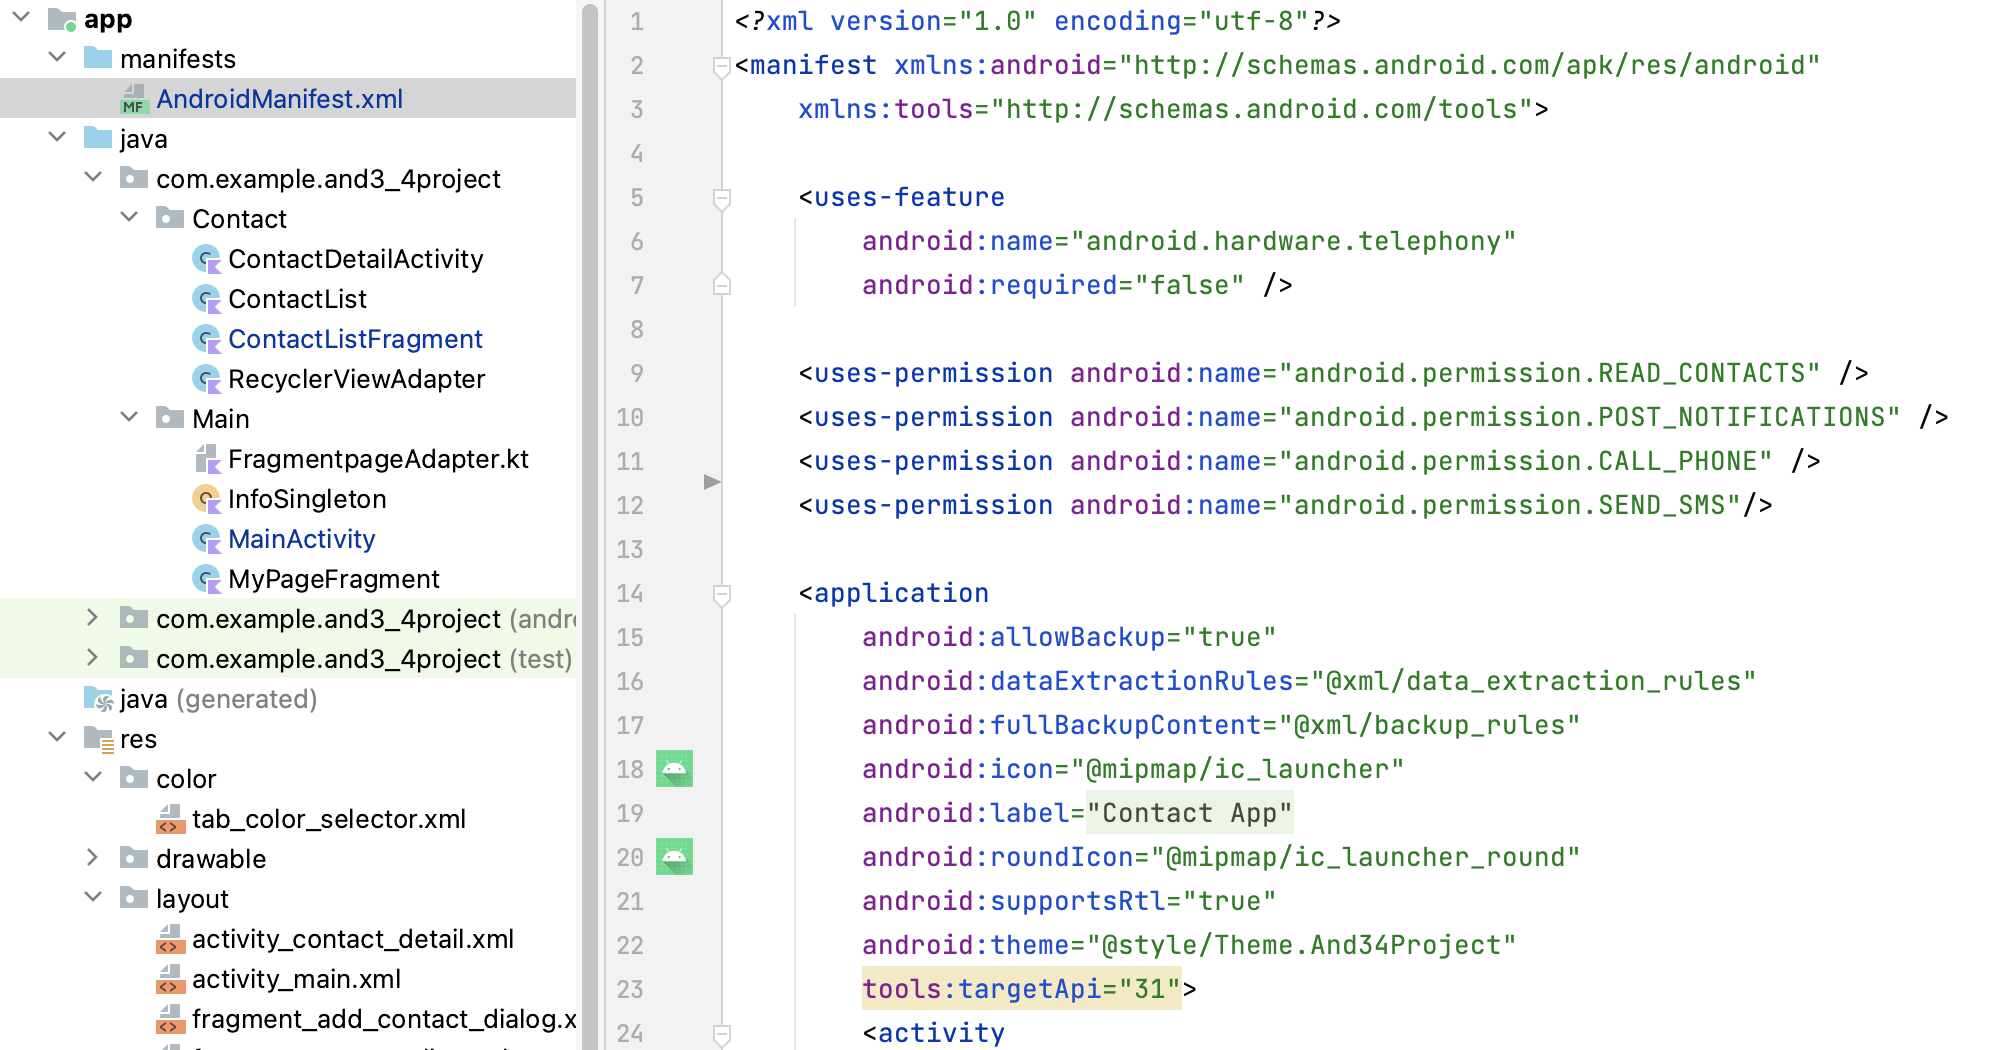 app
manifests
AndroidManifest.xml
java
com.example.and3_4project
Contact
ContactDetailActivity
ContactList
ContactListFragment
RecyclerViewAdapter
Main
FragmentpageAdapter.kt
InfoSingleton
MainActivity
MyPageFragment
com.example.and3_4project
com.example.and3_4project (test)
java (generated)
res
color
tab_color_selector.xml
drawable
layout
activity_contact_detail.xml
activity_main.xml
fragment_add_contact_dialog.x
1 <?xml version="1.0" encoding="utf-8"?>
2 <manifest xmlns:android="http://schemas.android.com/apk/res/android"
3 xmlns:tools="http://schemas.android.com/tools">
4
5 <uses-feature
6 android:name="android.hardware.telephony"
7 android:required="false" />
8
9 <uses-permission android:name="android.permission.READ_CONTACTS" />
10 <uses-permission android:name="android.permission.POST_NOTIFICATIONS" />
11 <uses-permission android:name="android.permission.CALL_PHONE" />
12 <uses-permission android:name="android.permission.SEND_SMS"/>
13
14 <application
15 android:allowBackup="true"
16 android:dataExtractionRules="@xml/data_extraction_rules"
17 android:fullBackupContent="@xml/backup_rules"
18 android:icon="@mipmap/ic_launcher"
19 android:label="Contact App"
20 android:roundIcon="@mipmap/ic_launcher_round"
21 android:supportsRtl="true"
22 android:theme="@style/Theme.And34Project"
23 tools:targetApi="31">
24 <activity